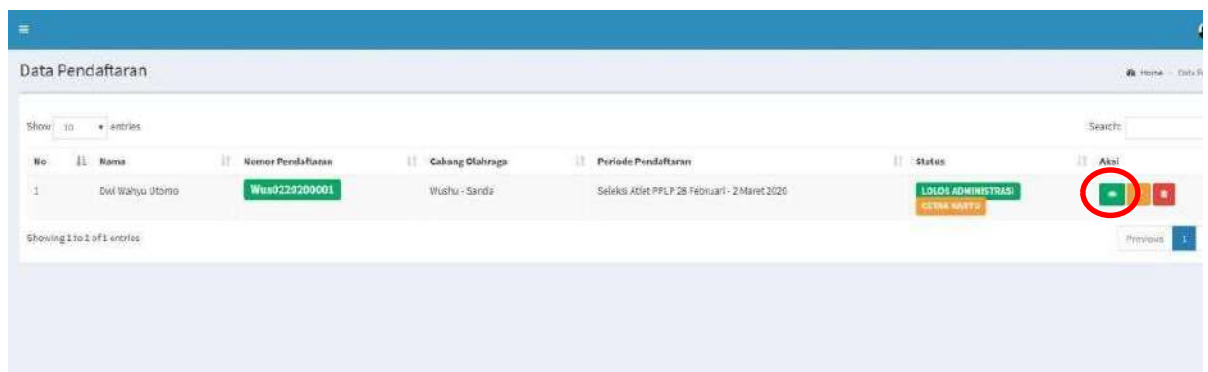 Data Pendaftaran
Home
Show 10 entries
Search:
No Nama Nomor Pendaftaran Cabang Olahraga Periode Pendaftaran Status Aksi
1 Dwi Wahyu Utomo Wus0220200001 Wushu - Sanda Seleksi Atlet PPLP 28 Februari - 2 Maret 2020 LOLOS ADMINISTRASI
CETAK KARTU
Showing 1 to 1 of 1 entries
Previous 1